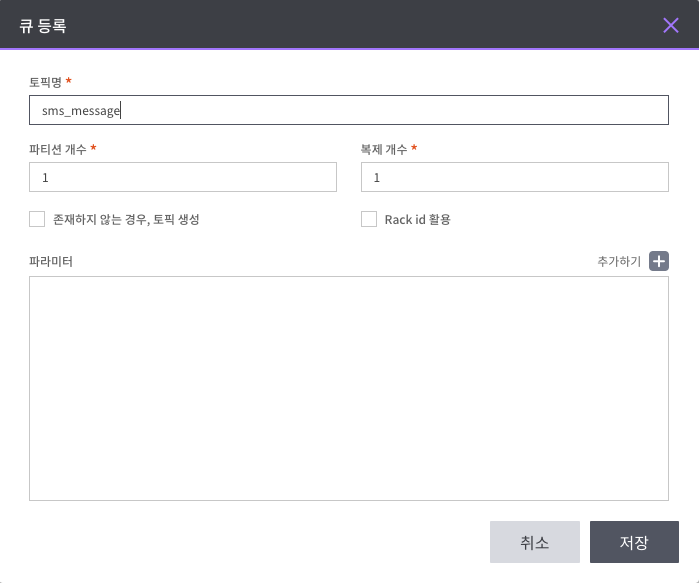 큐 등록
토픽명 *
sms_message
파티션 개수 *
복제 개수 *
1
1
존재하지 않는 경우, 토픽 생성
Rack id 활용
파라미터
추가하기
취소
저장